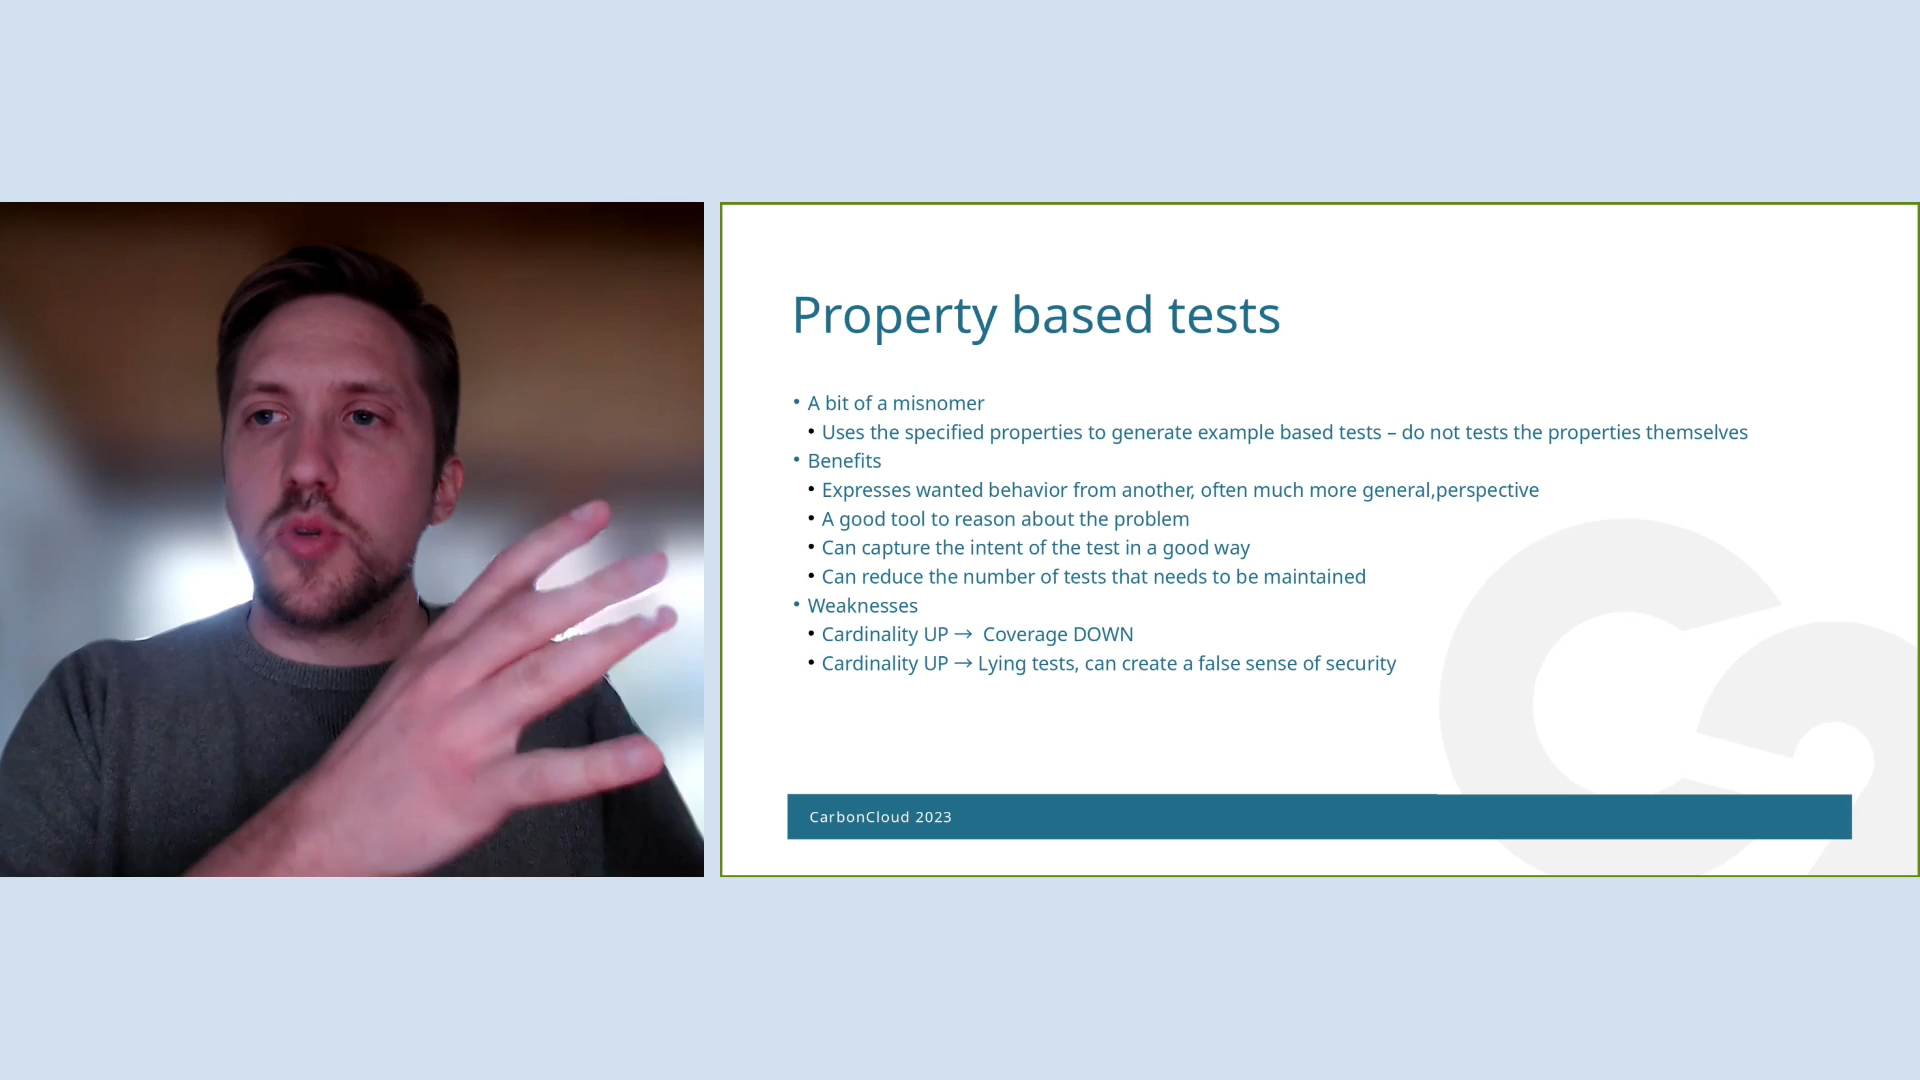 Property based tests
• A bit of a misnomer
• Uses the specified properties to generate example based tests – do not tests the properties themselves
• Benefits
• Expresses wanted behavior from another, often much more general,perspective
• A good tool to reason about the problem
• Can capture the intent of the test in a good way
• Can reduce the number of tests that needs to be maintained
• Weaknesses
• Cardinality UP → Coverage DOWN
• Cardinality UP → Lying tests, can create a false sense of security
CarbonCloud 2023